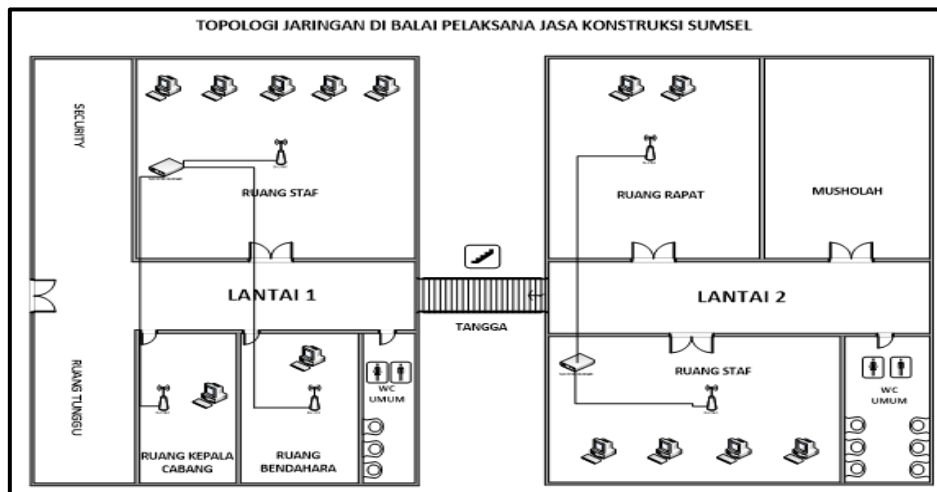 TOPOLOGI JARINGAN DI BALAI PELAKSANA JASA KONSTRUKSI SUMSEL
SECURITY
RUANG STAF
RUANG RAPAT
MUSHOLAH
LANTAI 1
LANTAI 2
TANGGA
RUANG TUNGGU
RUANG KEPALA
CABANG
RUANG
BENDAHARA
WC
UMUM
RUANG STAF
WC
UMUM